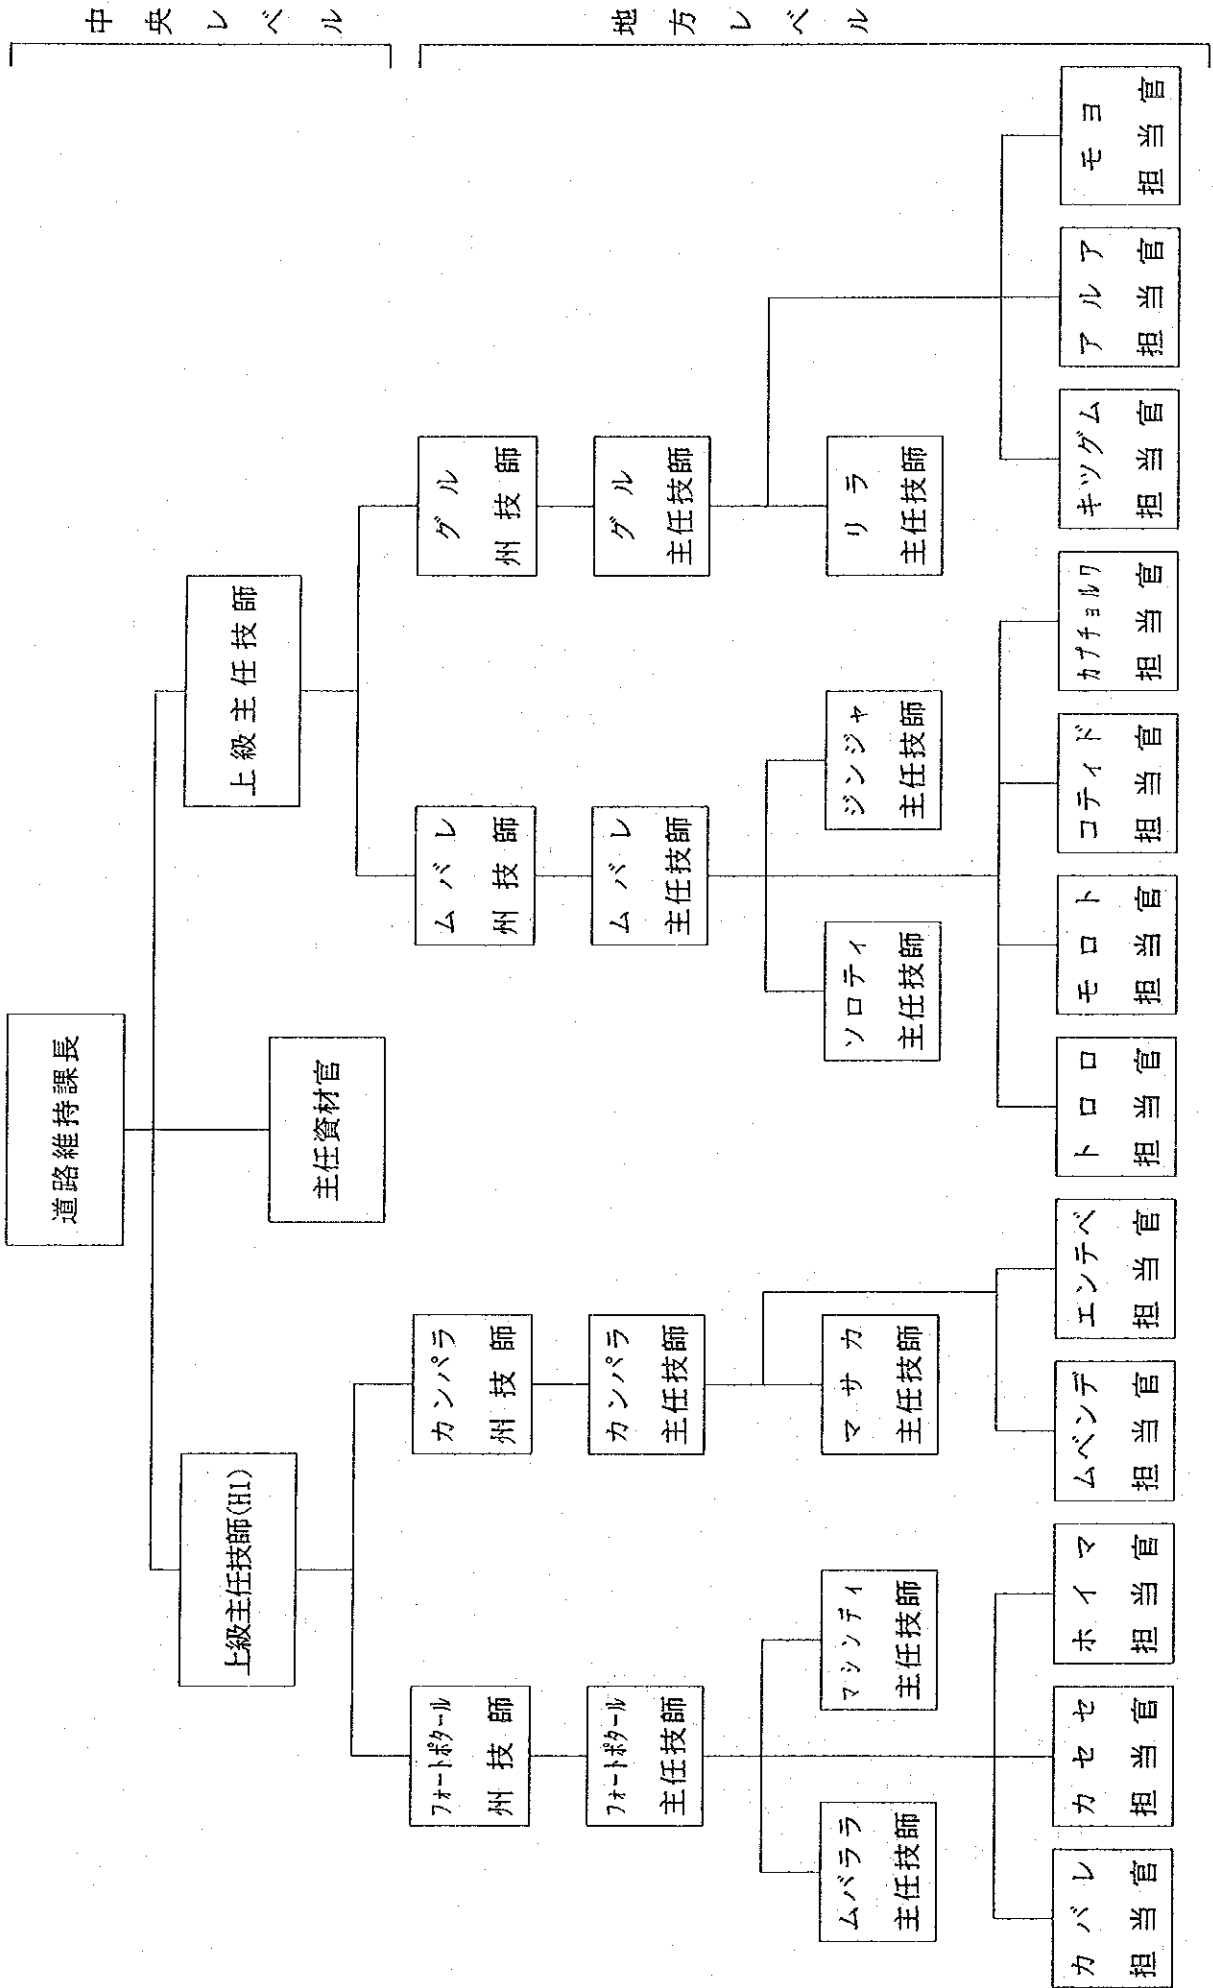 中央レベル
地方レベル
道路維持課長
主任資材官
上級主任技師(H1)
上級主任技師
フォートポタール
州技師
カンパラ
州技師
ムバレ
州技師
グル
州技師
フォートポタール
主任技師
カンパラ
主任技師
ムバレ
主任技師
グル
主任技師
ムバララ
主任技師
マシンディ
主任技師
マサカ
主任技師
ソロティ
主任技師
ジンジャ
主任技師
リラ
主任技師
カバレ
担当官
カセセ
担当官
ホイマ
担当官
ムベンデ
担当官
エンテベ
担当官
トロロ
担当官
モロト
担当官
コティド
担当官
カプチョルワ
担当官
キツグム
担当官
アルア
担当官
モヨ
担当官